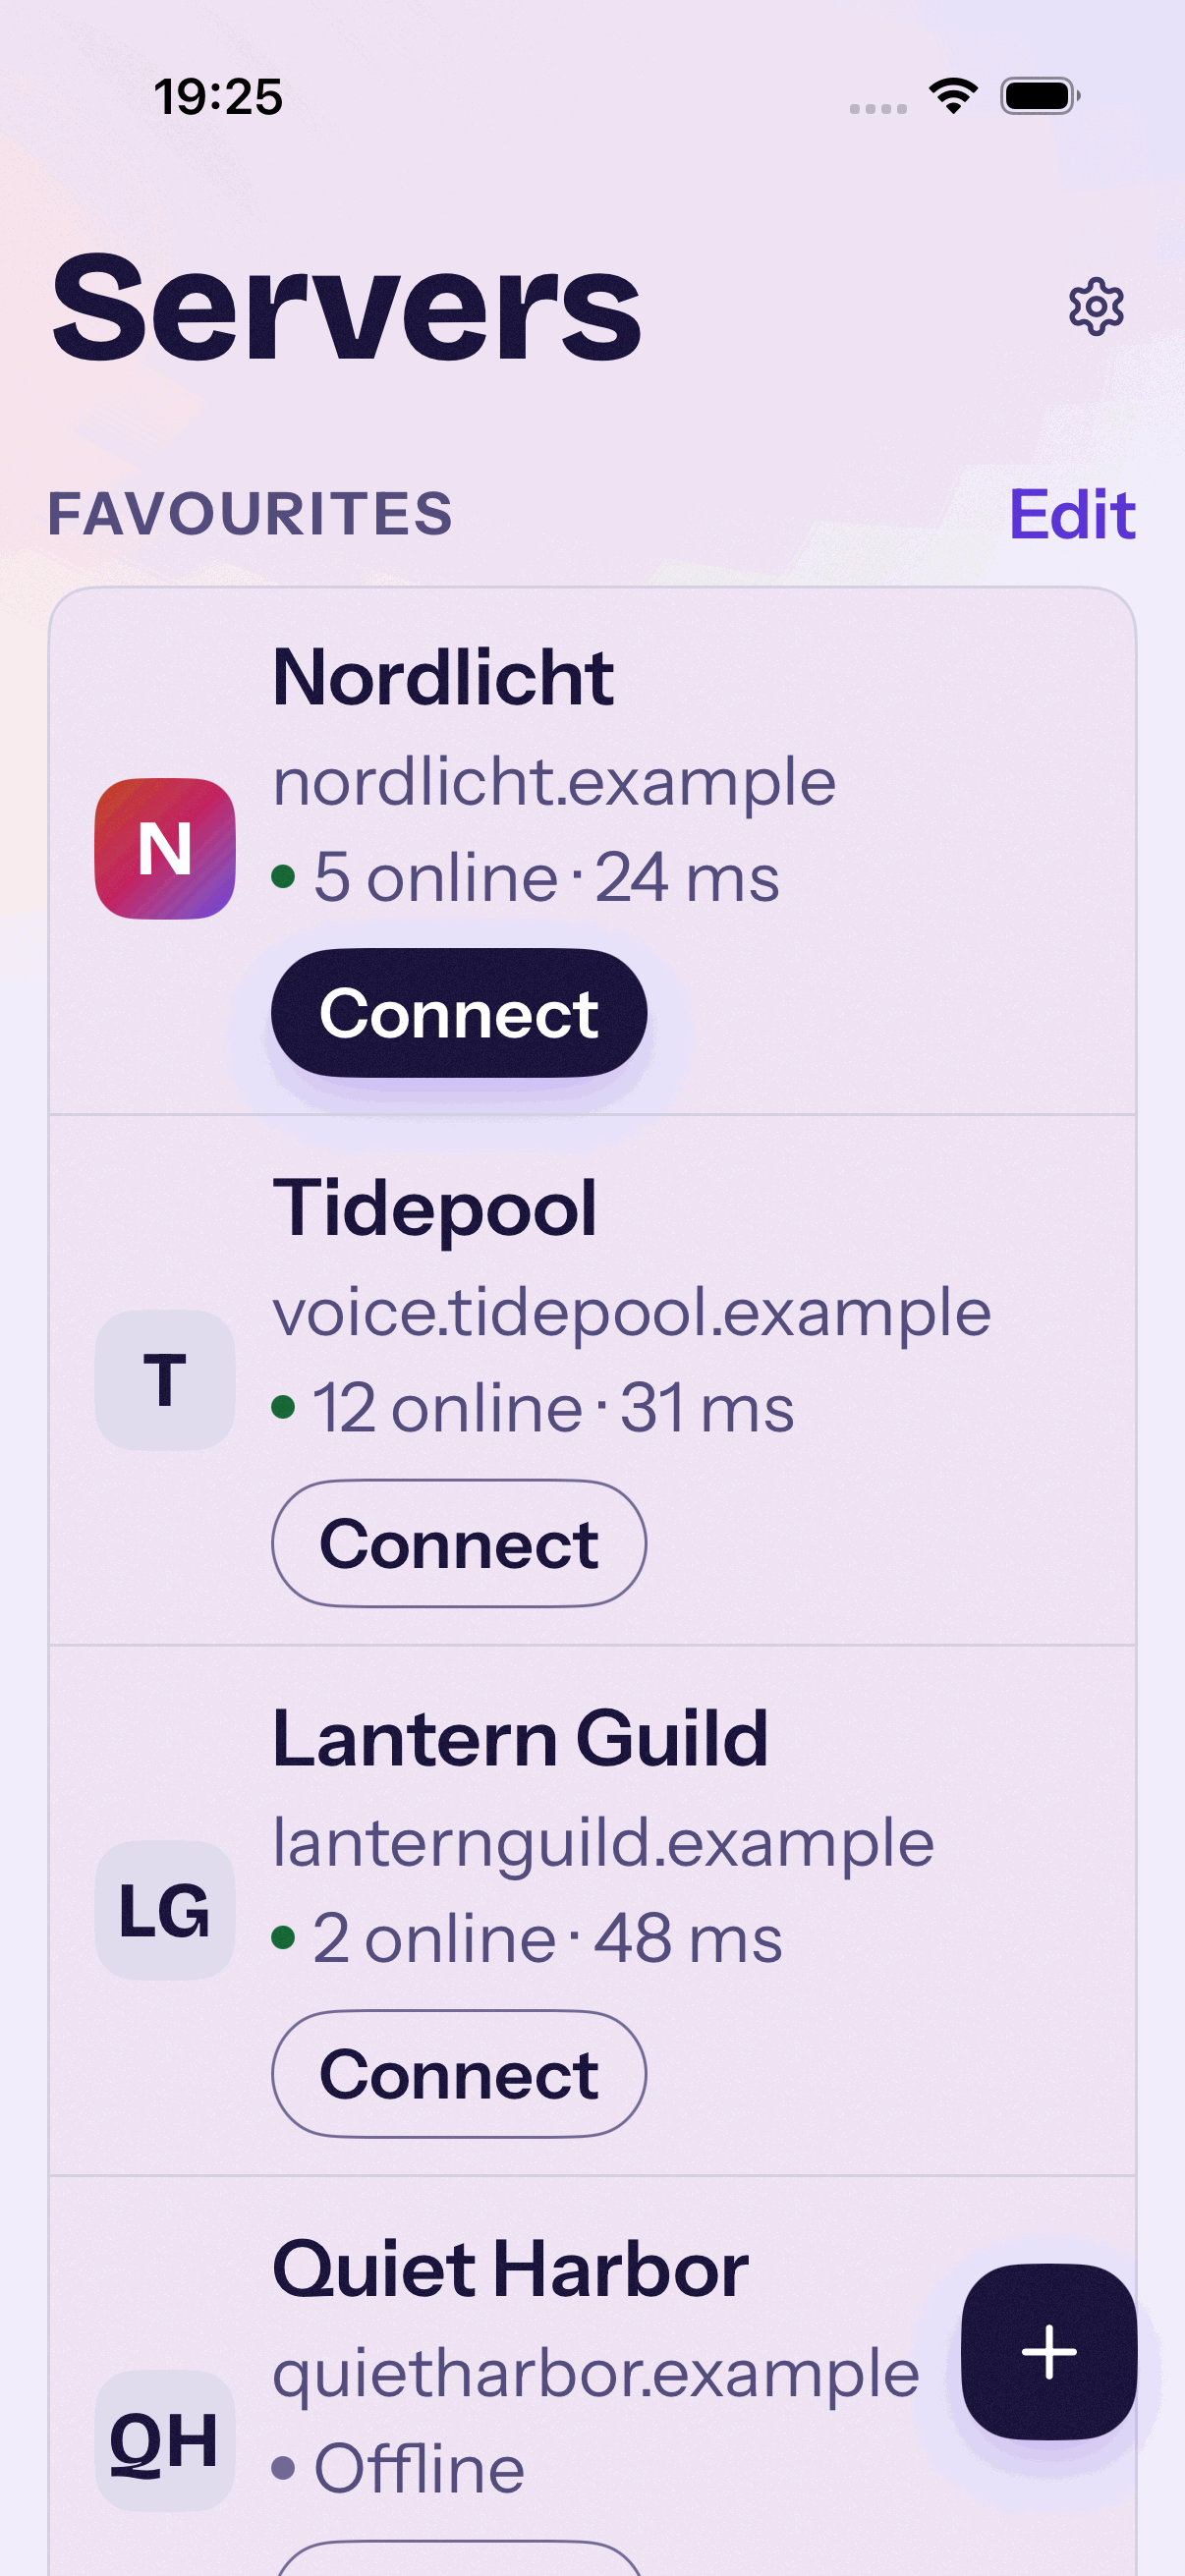 19:25
Servers
FAVOURITES
Edit
Nordlicht
nordlicht.example
N
5 online · 24 ms
Connect
Tidepool
voice.tidepool.example
T
12 online · 31 ms
Connect
Lantern Guild
lanternguild.example
LG
2 online · 48 ms
Connect
Quiet Harbor
quietharbor.example
QH
Offline